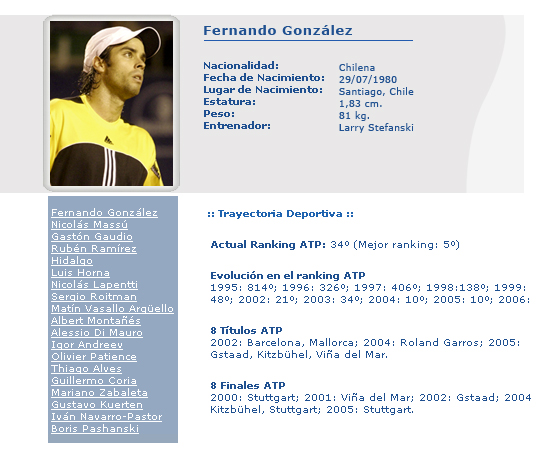 Fernando González
Nacionalidad: Chilena
Fecha de Nacimiento: 29/07/1980
Lugar de Nacimiento: Santiago, Chile
Estatura: 1,83 cm.
Peso: 81 kg.
Entrenador: Larry Stefanski
Fernando González
Nicolás Massú
Gastón Gaudio
Rubén Ramírez
Hidalgo
Luis Horna
Nicolás Lapentti
Sergio Roitman
Matín Vasallo Argüello
Albert Montañés
Alessio Di Mauro
Igor Andreev
Olivier Patience
Thiago Alves
Guillermo Coria
Mariano Zabaleta
Gustavo Kuerten
Iván Navarro-Pastor
Boris Pashanski
:: Trayectoria Deportiva ::
Actual Ranking ATP: 34º (Mejor ranking: 5º)
Evolución en el ranking ATP
1995: 814º; 1996: 326º; 1997: 406º; 1998:138º; 1999:
48º; 2002: 21º; 2003: 34º; 2004: 10º; 2005: 10º; 2006:
8 Títulos ATP
2002: Barcelona, Mallorca; 2004: Roland Garros; 2005:
Gstaad, Kitzbühel, Viña del Mar.
8 Finales ATP
2000: Stuttgart; 2001: Viña del Mar; 2002: Gstaad; 2004
Kitzbühel, Stuttgart; 2005: Stuttgart.